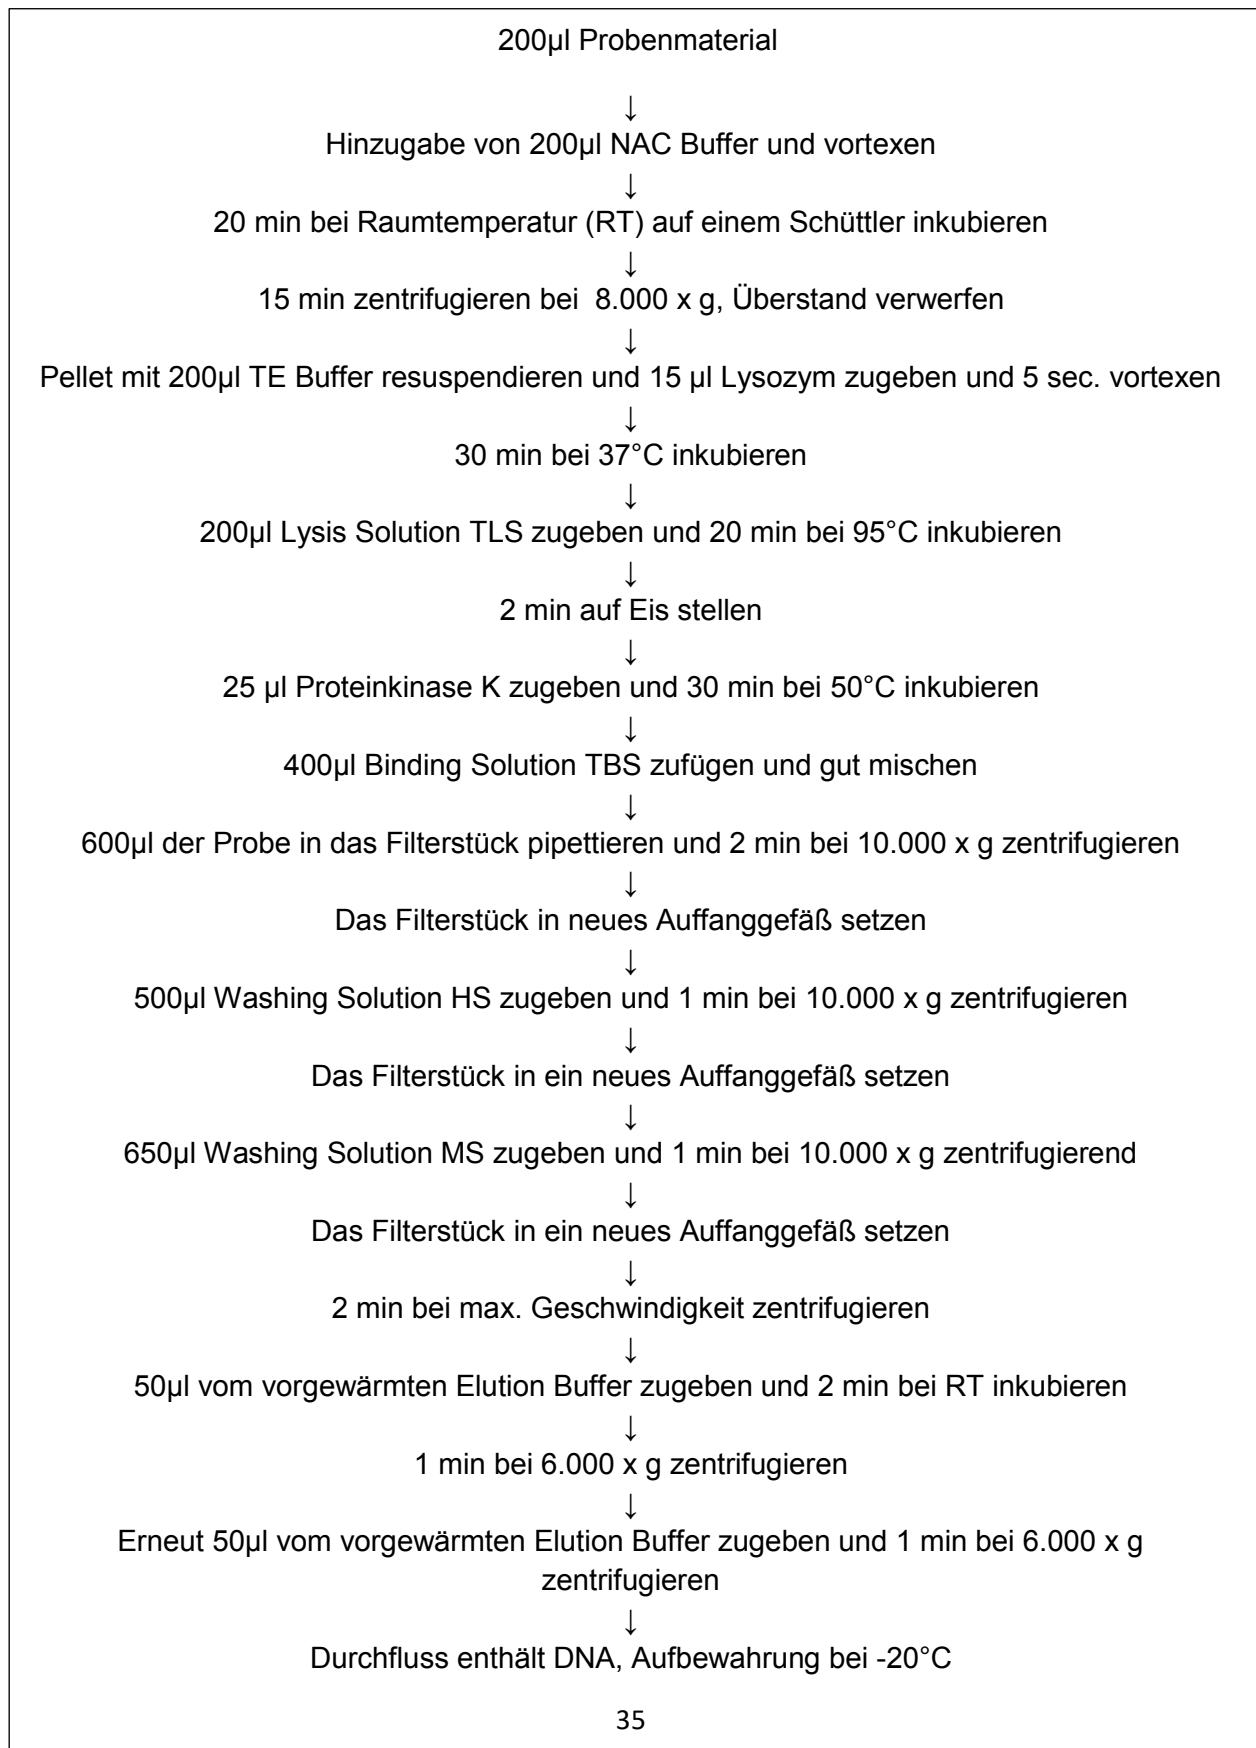 200µl Probenmaterial
↓
Hinzugabe von 200µl NAC Buffer und vortexen
↓
20 min bei Raumtemperatur (RT) auf einem Schüttler inkubieren
↓
15 min zentrifugieren bei  8.000 x g, Überstand verwerfen
↓
Pellet mit 200µl TE Buffer resuspendieren und 15 µl Lysozym zugeben und 5 sec. vortexen
↓
30 min bei 37°C inkubieren
↓
200µl Lysis Solution TLS zugeben und 20 min bei 95°C inkubieren
↓
2 min auf Eis stellen
↓
25 µl Proteinkinase K zugeben und 30 min bei 50°C inkubieren
↓
400µl Binding Solution TBS zufügen und gut mischen
↓
600µl der Probe in das Filterstück pipettieren und 2 min bei 10.000 x g zentrifugieren
↓
Das Filterstück in neues Auffanggefäß setzen
↓
500µl Washing Solution HS zugeben und 1 min bei 10.000 x g zentrifugieren
↓
Das Filterstück in ein neues Auffanggefäß setzen
↓
650µl Washing Solution MS zugeben und 1 min bei 10.000 x g zentrifugierend
↓
Das Filterstück in ein neues Auffanggefäß setzen
↓
2 min bei max. Geschwindigkeit zentrifugieren
↓
50µl vom vorgewärmten Elution Buffer zugeben und 2 min bei RT inkubieren
↓
1 min bei 6.000 x g zentrifugieren
↓
Erneut 50µl vom vorgewärmten Elution Buffer zugeben und 1 min bei 6.000 x g
zentrifugieren
↓
Durchfluss enthält DNA, Aufbewahrung bei -20°C
35